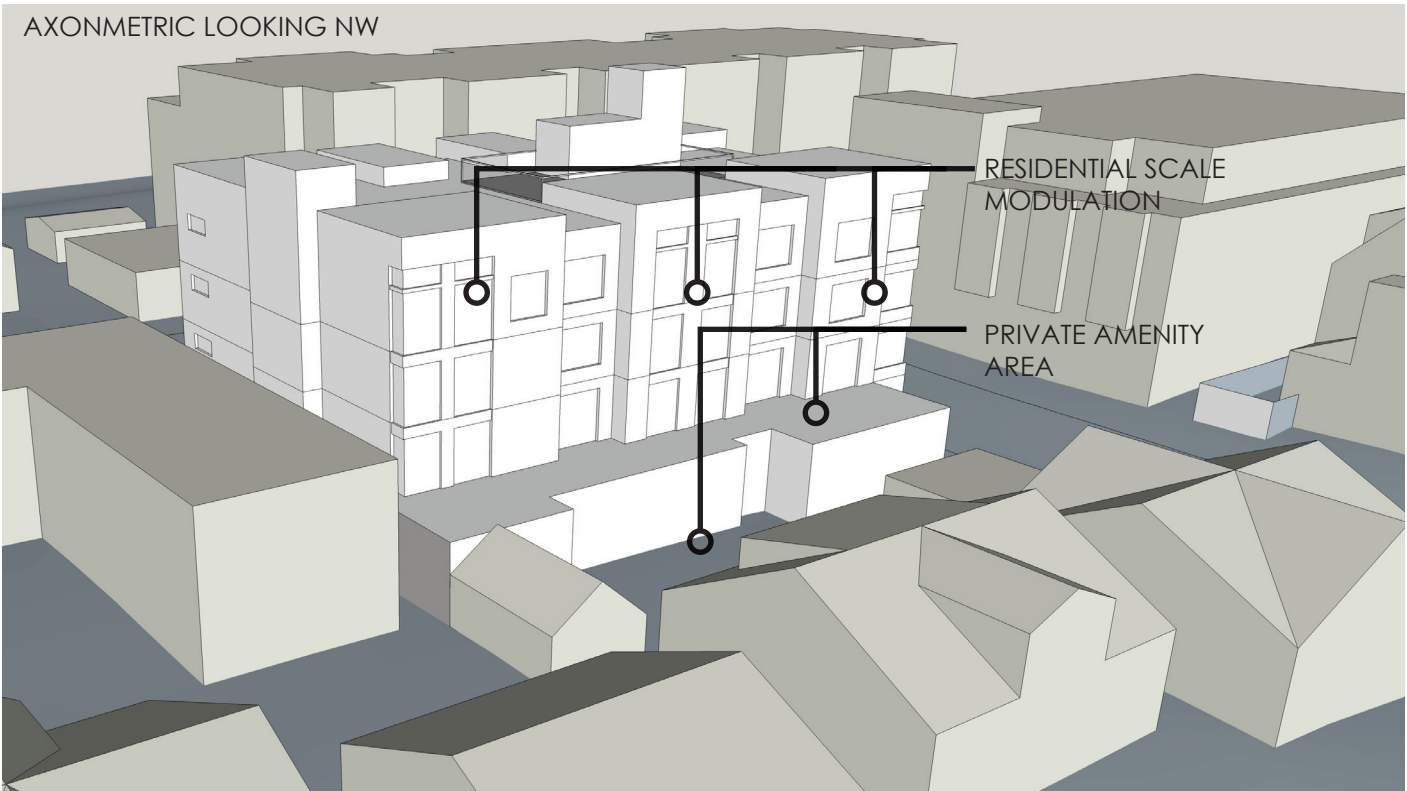 AXONMETRIC LOOKING NW
RESIDENTIAL SCALE
MODULATION
PRIVATE AMENITY
AREA